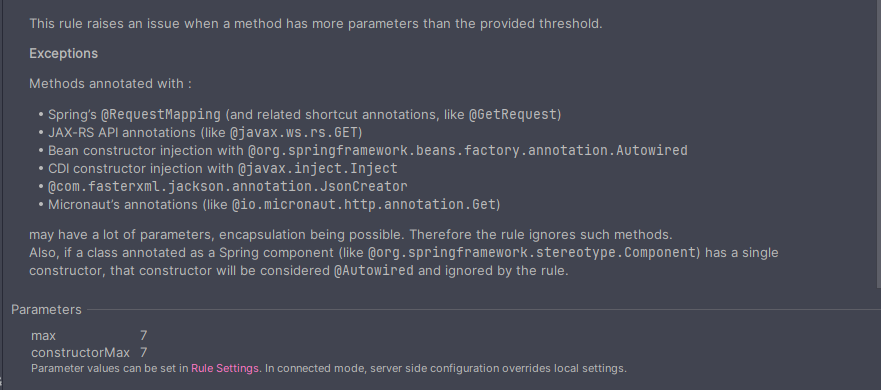 This rule raises an issue when a method has more parameters than the provided threshold.
Exceptions
Methods annotated with :
• Spring's @RequestMapping (and related shortcut annotations, like @GetRequest)
• JAX-RS API annotations (like @javax.ws.rs.GET)
• Bean constructor injection with @org.springframework.beans.factory.annotation.Autowired
• CDI constructor injection with @javax.inject.Inject
• @com.fasterxml.jackson.annotation.JsonCreator
• Micronaut's annotations (like @io.micronaut.http.annotation.Get)
may have a lot of parameters, encapsulation being possible. Therefore the rule ignores such methods.
Also, if a class annotated as a Spring component (like @org.springframework.stereotype.Component) has a single
constructor, that constructor will be considered @Autowired and ignored by the rule.
Parameters
max 7
constructorMax 7
Parameter values can be set in Rule Settings. In connected mode, server side configuration overrides local settings.